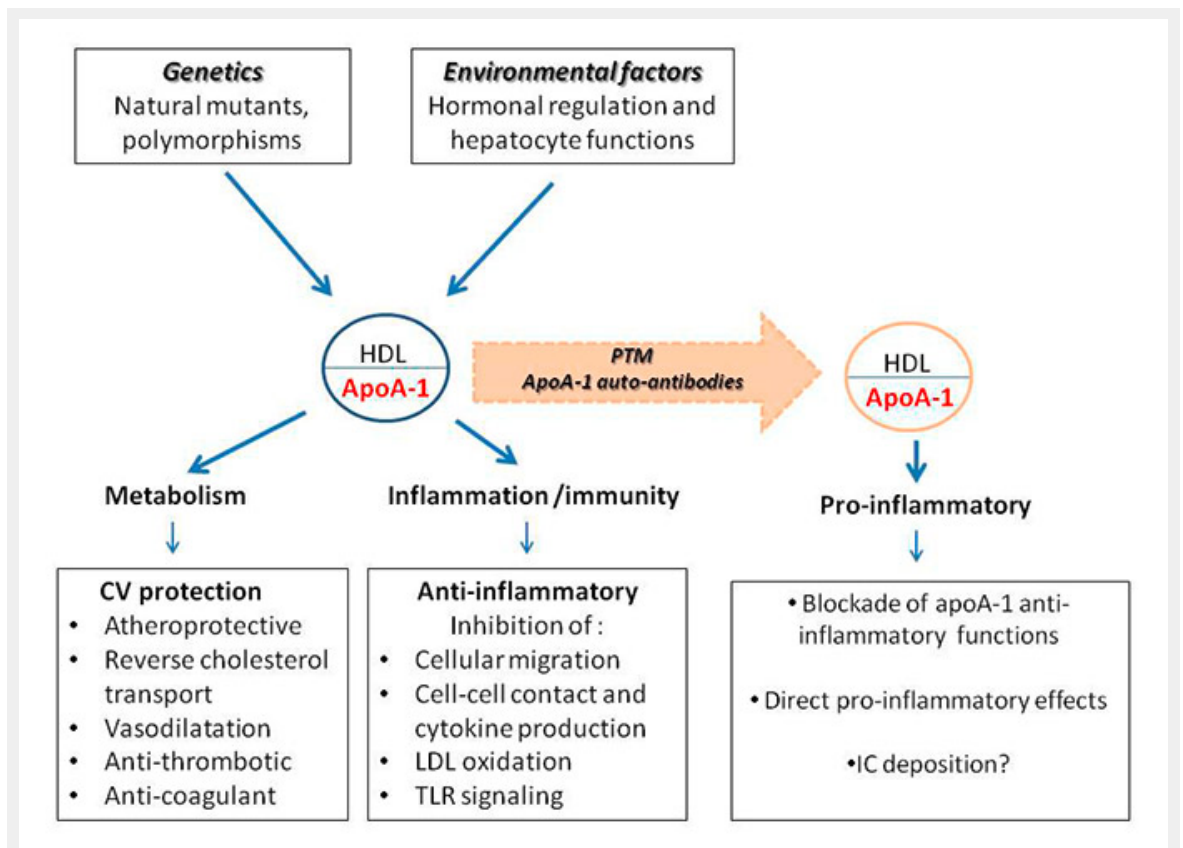 Genetics
Natural mutants,
polymorphisms
Environmental factors
Hormonal regulation and
hepatocyte functions
HDL
ApoA-1
PTM
ApoA-1 auto-antibodies
HDL
ApoA-1
Metabolism
Inflammation /immunity
Pro-inflammatory
CV protection
• Atheroprotective
• Reverse cholesterol
transport
• Vasodilatation
• Anti-thrombotic
• Anti-coagulant
Anti-inflammatory
Inhibition of :
• Cellular migration
• Cell-cell contact and
cytokine production
• LDL oxidation
• TLR signaling
• Blockade of apoA-1 anti-
inflammatory functions
• Direct pro-inflammatory effects
•IC deposition?